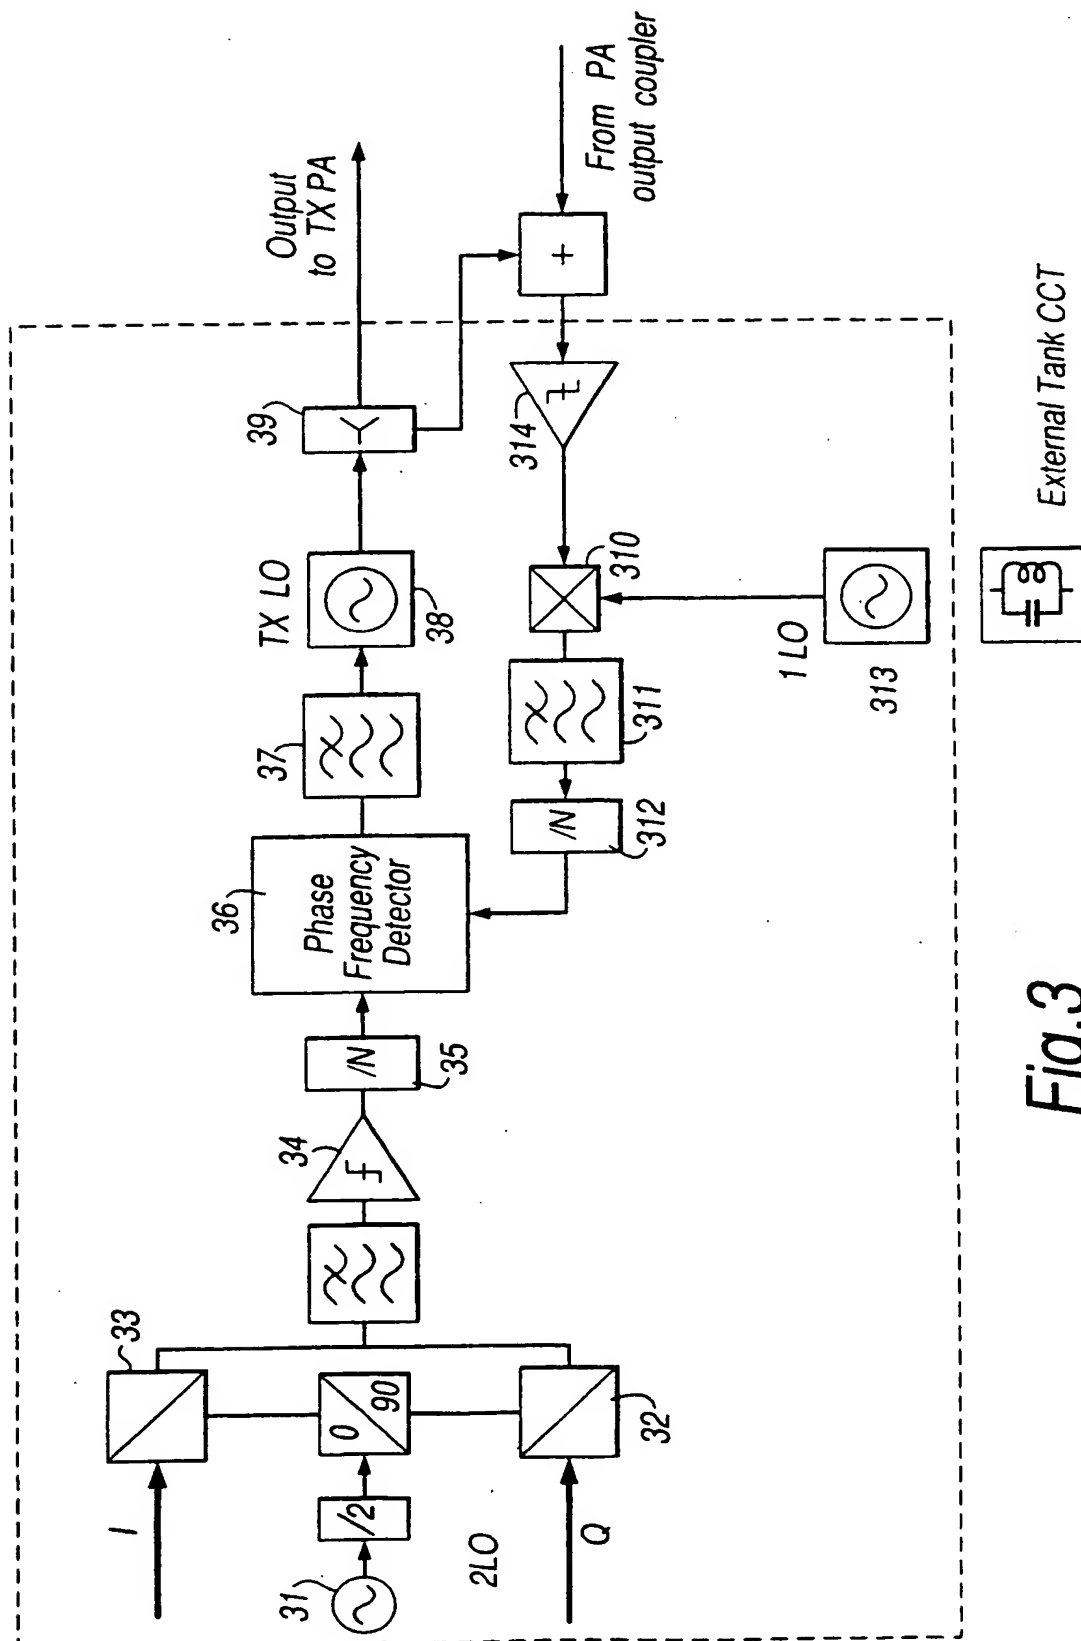 I
33
31
/2
0
90
2LO
Q
32
34
/N
35
36
Phase
Frequency
Detector
37
TX LO
38
39
Output
to TX PA
+
From PA
output coupler
314
310
311
/N
312
1 LO
313
External Tank CCT
Fig.3